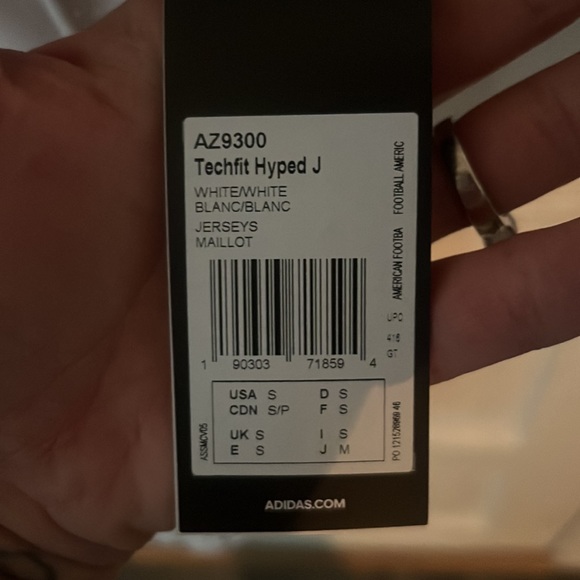 AZ9300
Techfit Hyped J
WHITE/WHITE
BLANC/BLANC
JERSEYS
MAILLOT
AMERICAN FOOTBA FOOTBALL AMERIC
UPC
GT
1 90303 71859 4
USA S D S
CDN S/P F S
UK S I S
E S J M
ADIDAS.COM